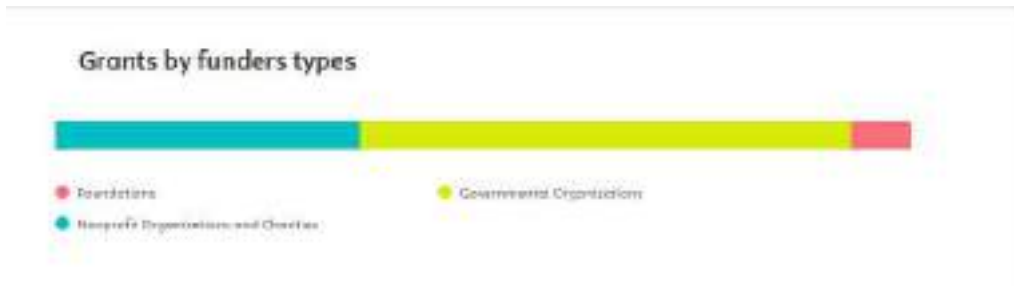 Grants by funders types
Foundations
Governmental Organizations
Nonprofit Organizations and Charities